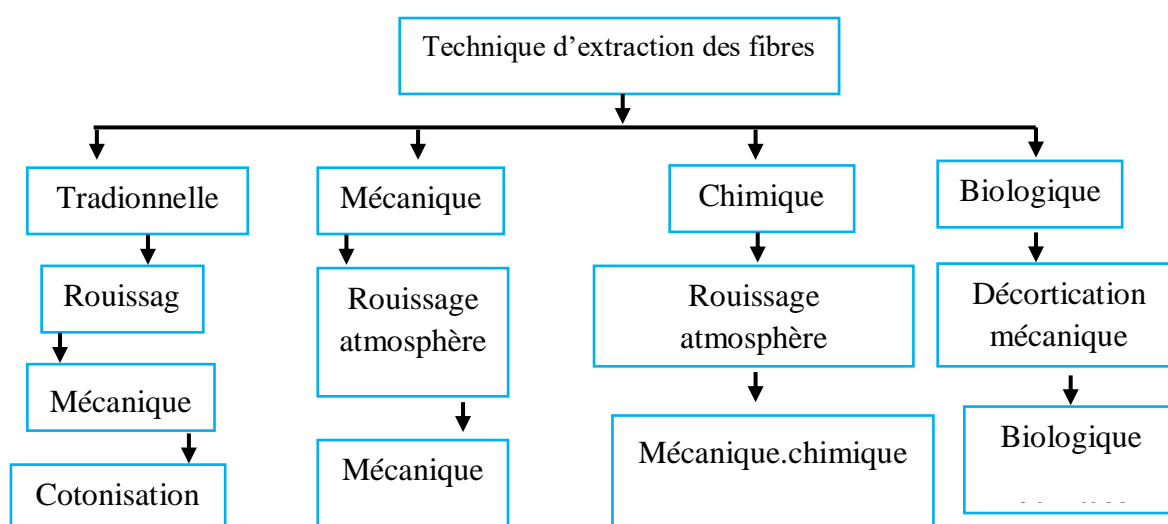 Technique d’extraction des fibres
Tradionnelle
Mécanique
Chimique
Biologique
Rouissag
Rouissage
atmosphère
Rouissage
atmosphère
Décortication
mécanique
Mécanique
Mécanique
Mécanique.chimique
Biologique
Cotonisation